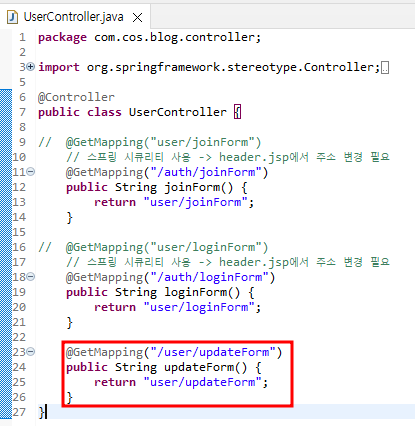 UserController.java
1 package com.cos.blog.controller;
2
3 import org.springframework.stereotype.Controller;
5
6 @Controller
7 public class UserController {
8
9 // @GetMapping("user/joinForm")
10 // 스프링 시큐리티 사용 -> header.jsp에서 주소 변경 필요
11 @GetMapping("/auth/joinForm")
12 public String joinForm() {
13 return "user/joinForm";
14 }
15
16 // @GetMapping("user/loginForm")
17 // 스프링 시큐리티 사용 -> header.jsp에서 주소 변경 필요
18 @GetMapping("/auth/loginForm")
19 public String loginForm() {
20 return "user/loginForm";
21 }
22
23 @GetMapping("/user/updateForm")
24 public String updateForm() {
25 return "user/updateForm";
26 }
27 }